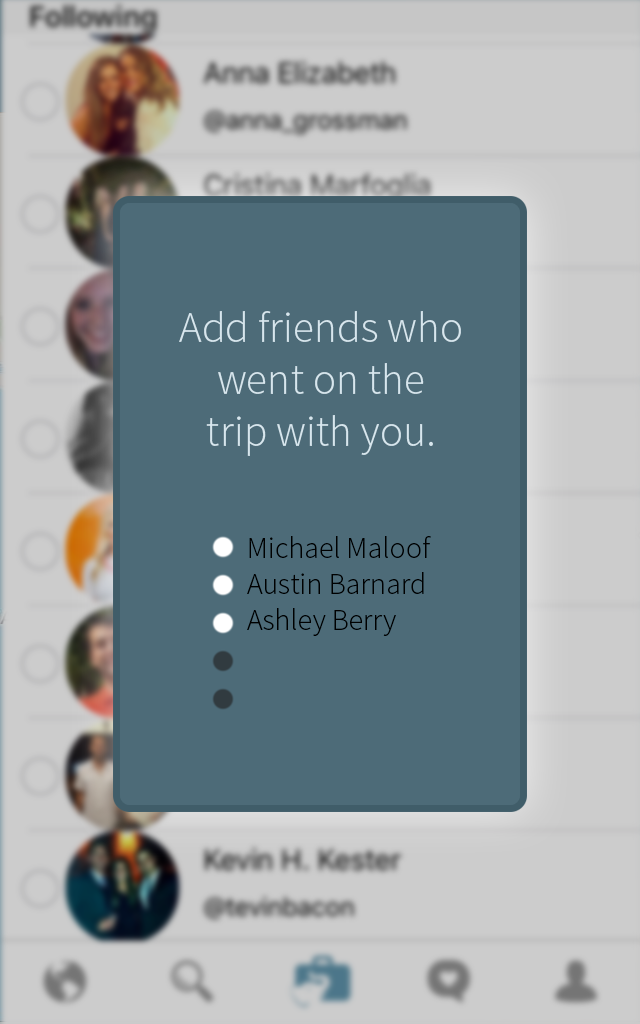 Following
Anna Elizabeth
@anna_grossman
Cristina Marfoglia
Add friends who
went on the
trip with you.
Michael Maloof
Austin Barnard
Ashley Berry
Kevin H. Kester
@tevinbacon